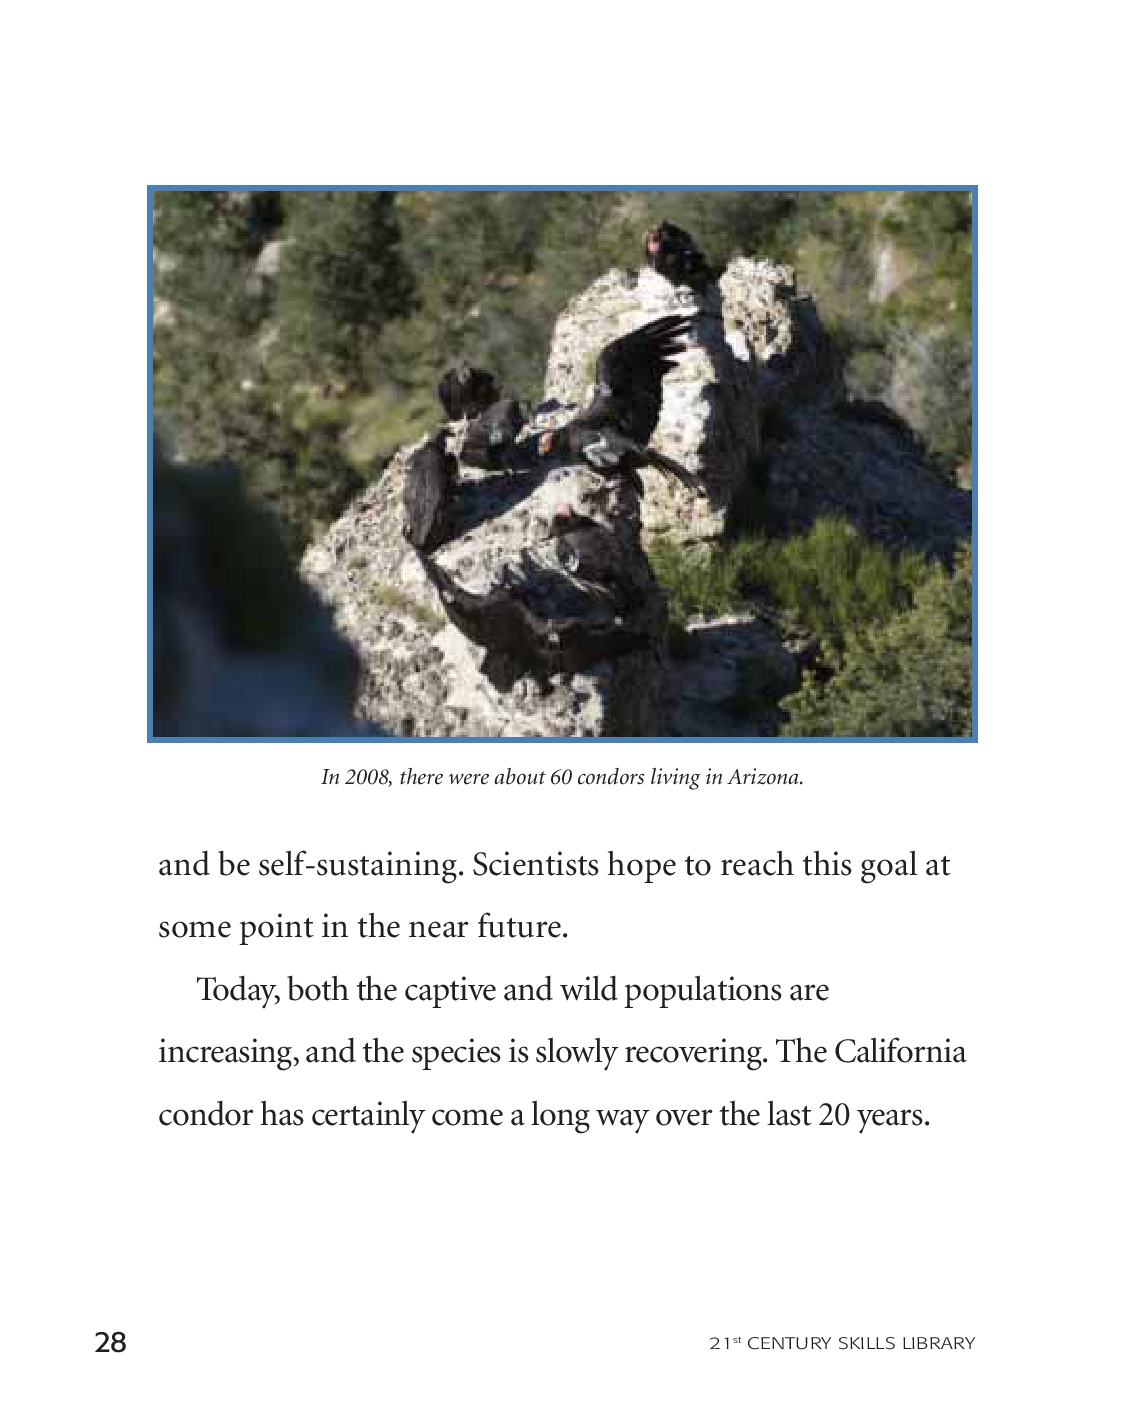 In 2008, there were about 60 condors living in Arizona.
and be self-sustaining. Scientists hope to reach this goal at
some point in the near future.
Today, both the captive and wild populations are
increasing, and the species is slowly recovering. The California
condor has certainly come a long way over the last 20 years.
28
21st CENTURY SKILLS LIBRARY